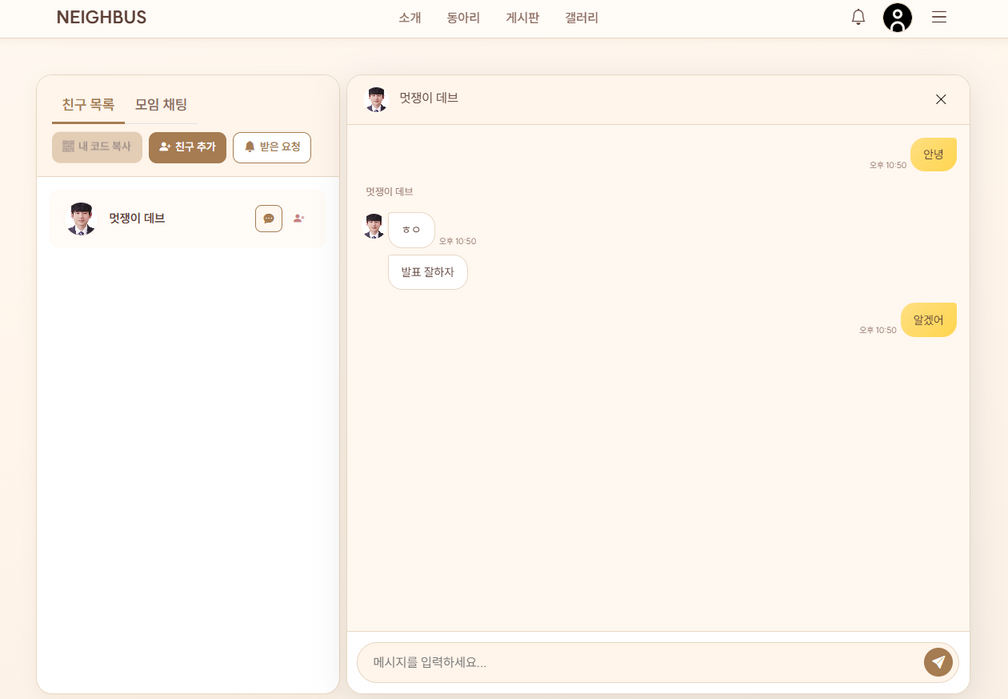 NEIGHBUS
소개 동아리 게시판 갤러리
친구 목록 모임 채팅
내 코드 복사 친구 추가 받은 요청
멋쟁이 데브
멋쟁이 데브
오후 10:50 안녕
멋쟁이 데브
ㅎㅇ 오후 10:50
발표 잘하자
오후 10:50 알겠어
메시지를 입력하세요...